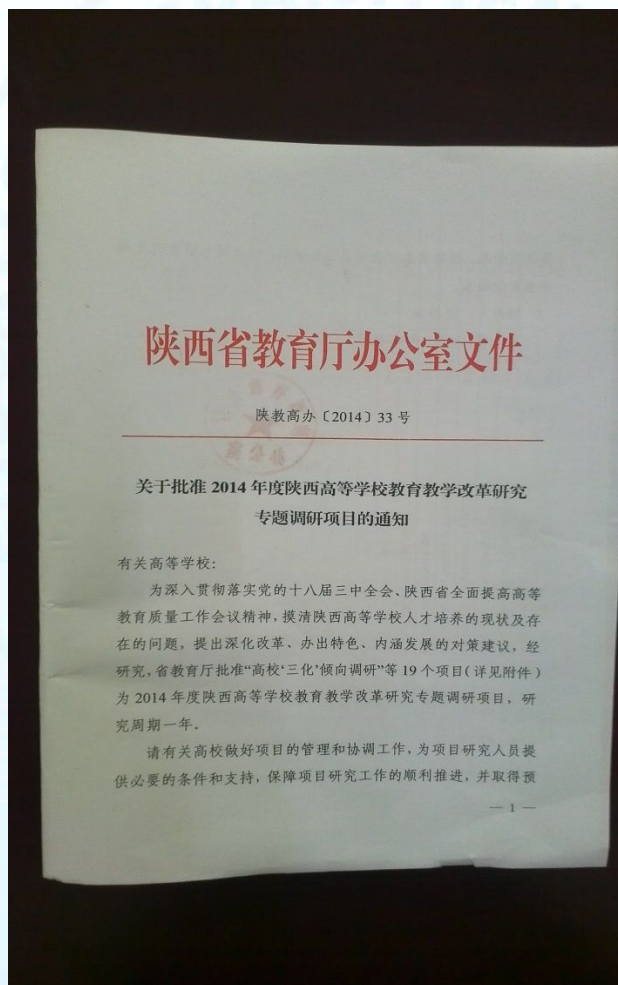 陕西省教育厅办公室文件
陕教高办〔2014〕33 号
关于批准 2014 年度陕西高等学校教育教学改革研究
专题调研项目的通知
有关高等学校：
为深入贯彻落实党的十八届三中全会、陕西省全面提高高等
教育质量工作会议精神，摸清陕西高等学校人才培养的现状及存
在的问题，提出深化改革、办出特色、内涵发展的对策建议，经
研究，省教育厅批准“高校‘三化’倾向调研”等 19 个项目（详见附件）
为 2014 年度陕西高等学校教育教学改革研究专题调研项目，研
究周期一年。
请有关高校做好项目的管理和协调工作，为项目研究人员提
供必要的条件和支持，保障项目研究工作的顺利推进，并取得预
— 1 —